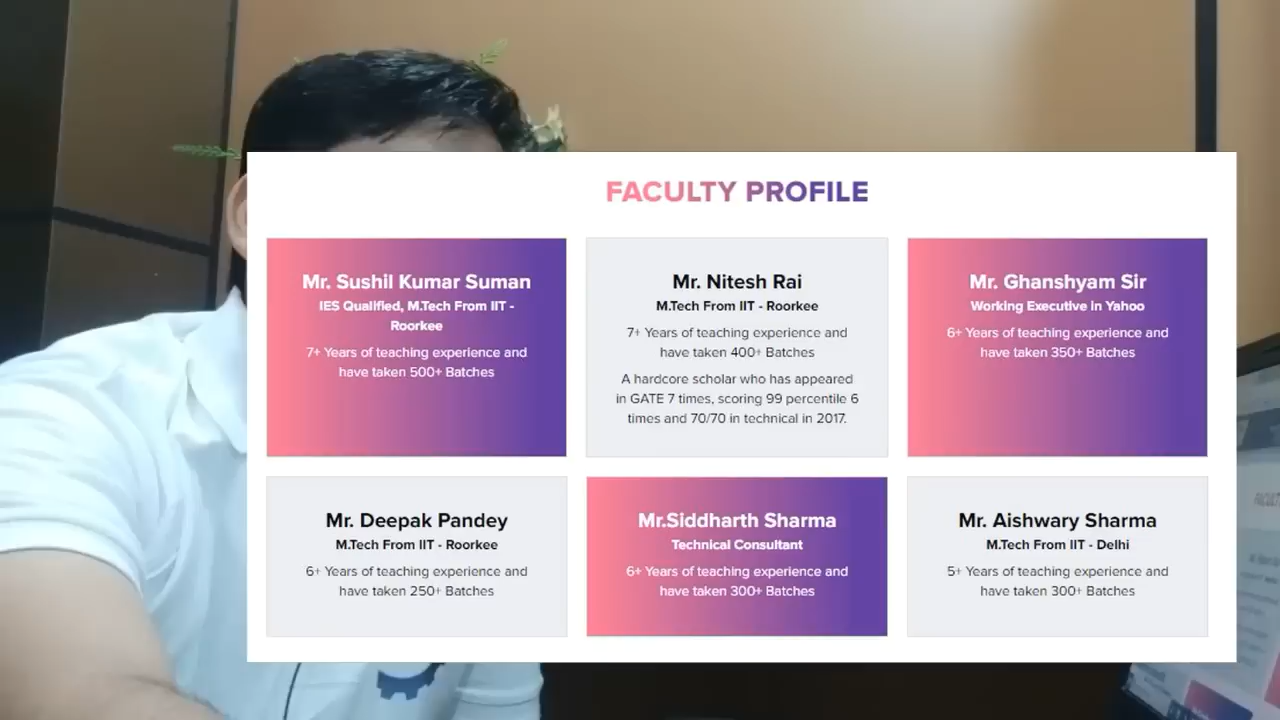 FACULTY PROFILE
Mr. Sushil Kumar Suman
IES Qualified, M.Tech From IIT -
Roorkee
7+ Years of teaching experience and
have taken 500+ Batches
Mr. Nitesh Rai
M.Tech From IIT - Roorkee
7+ Years of teaching experience and
have taken 400+ Batches
A hardcore scholar who has appeared
in GATE 7 times, scoring 99 percentile 6
times and 70/70 in technical in 2017.
Mr. Ghanshyam Sir
Working Executive in Yahoo
6+ Years of teaching experience and
have taken 350+ Batches
Mr. Deepak Pandey
M.Tech From IIT - Roorkee
6+ Years of teaching experience and
have taken 250+ Batches
Mr.Siddharth Sharma
Technical Consultant
6+ Years of teaching experience and
have taken 300+ Batches
Mr. Aishwary Sharma
M.Tech From IIT - Delhi
5+ Years of teaching experience and
have taken 300+ Batches